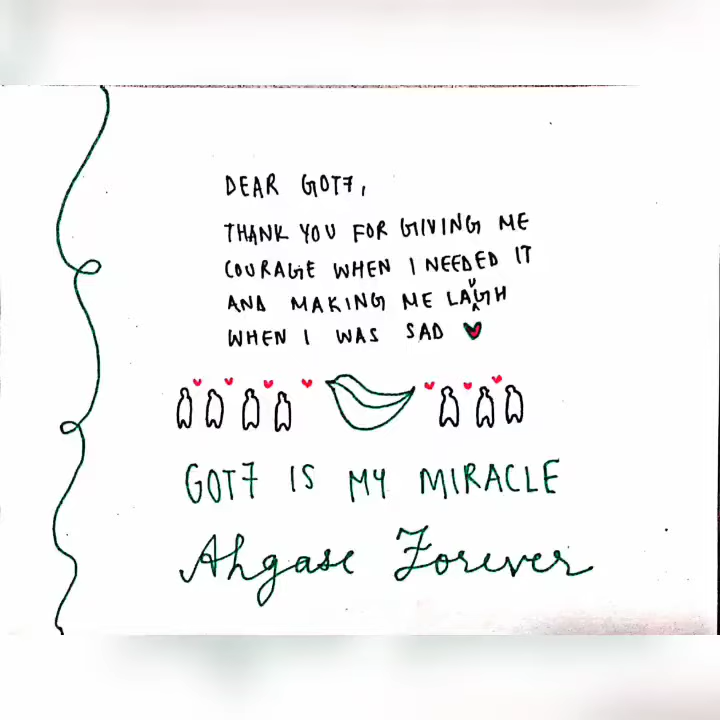 DEAR GOT7,
THANK YOU FOR GIVING ME
COURAGE WHEN I NEEDED IT
AND MAKING ME LAUGH
WHEN I WAS SAD
GOT7 IS MY MIRACLE
Ahgase Forever